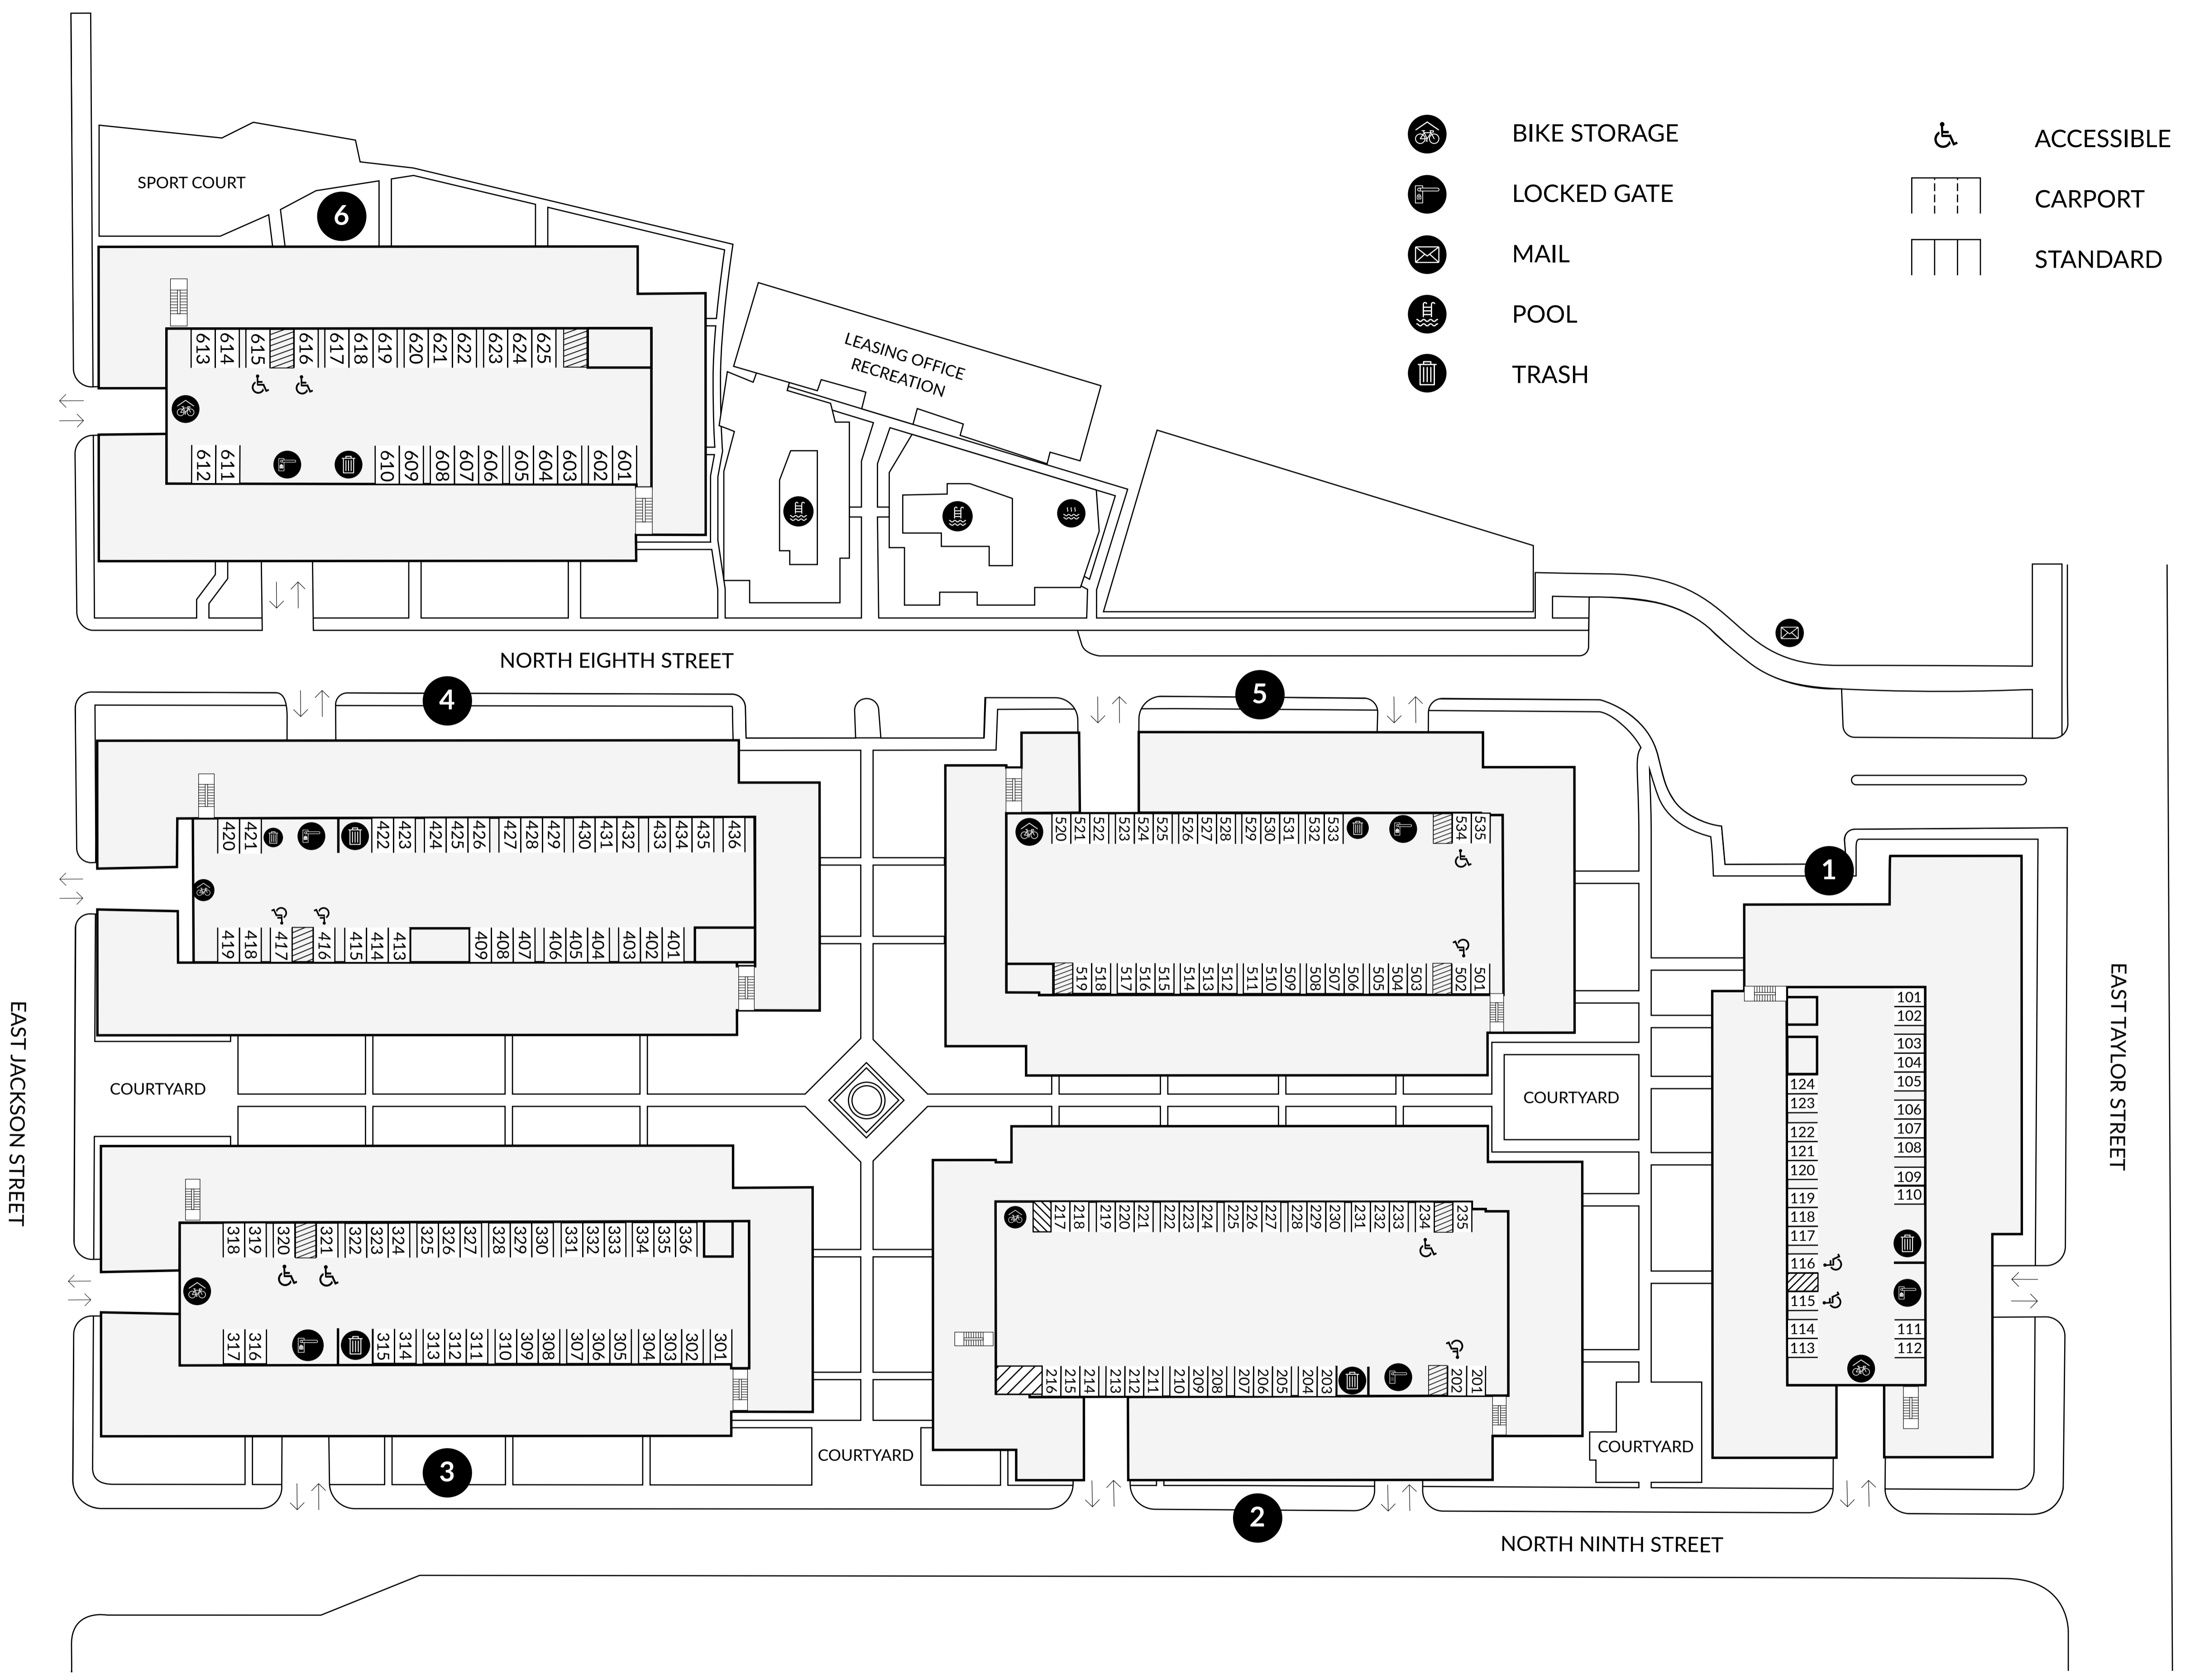 BIKE STORAGE
LOCKED GATE
MAIL
POOL
TRASH
ACCESSIBLE
CARPORT
STANDARD
SPORT COURT
6
613 614 615 616 617 618 619 620 621 622 623 624 625
612 611 610 609 608 607 606 605 604 603 602 601
LEASING OFFICE
RECREATION
NORTH EIGHTH STREET
4
420 421 422 423 424 425 426 427 428 429 430 431 432 433 434 435 436
419 418 417 416 415 414 413 409 408 407 406 405 404 403 402 401
5
520 521 522 523 524 525 526 527 528 529 530 531 532 533 534 535
519 518 517 516 515 514 513 512 511 510 509 508 507 506 505 504 503 502 501
1
101
102
103
104
105
106
107
108
109
110
111
112
124
123
122
121
120
119
118
117
116
115
114
113
EAST JACKSON STREET
EAST TAYLOR STREET
COURTYARD
COURTYARD
318 319 320 321 322 323 324 325 326 327 328 329 330 331 332 333 334 335 336
317 316 315 314 313 312 311 310 309 308 307 306 305 304 303 302 301
3
217 218 219 220 221 222 223 224 225 226 227 228 229 230 231 232 233 234 235
216 215 214 213 212 211 210 209 208 207 206 205 204 203 202 201
2
COURTYARD
COURTYARD
NORTH NINTH STREET